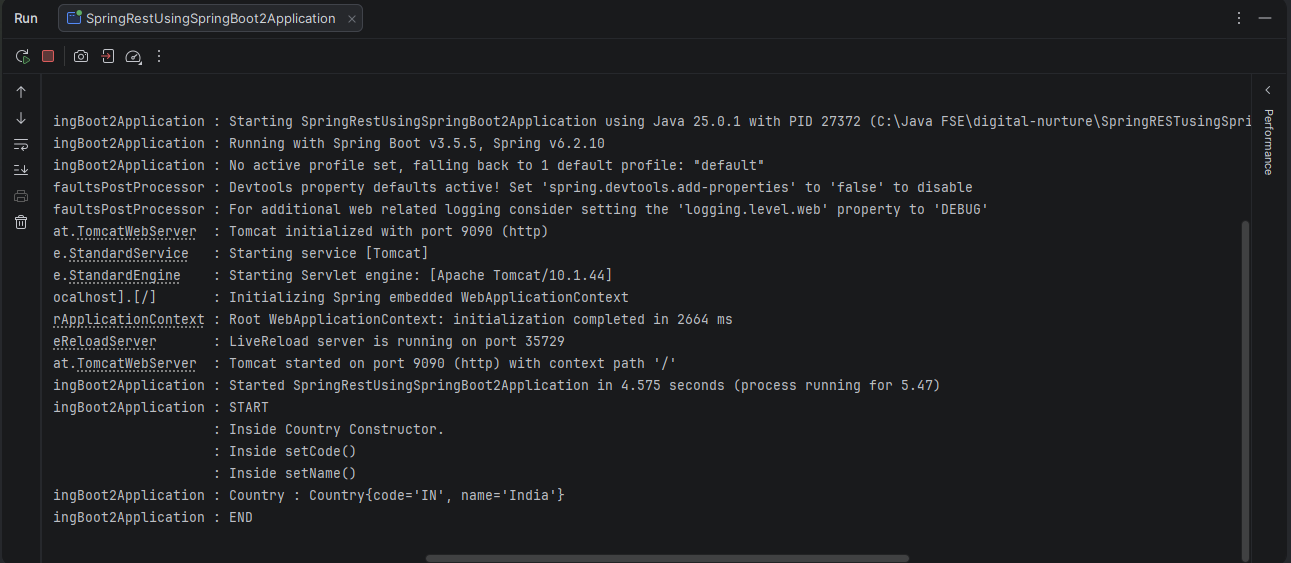 Run SpringRestUsingSpringBoot2Application
ingBoot2Application : Starting SpringRestUsingSpringBoot2Application using Java 25.0.1 with PID 27372 (C:\Java FSE\digital-nurture\SpringRESTusingSpri
ingBoot2Application : Running with Spring Boot v3.5.5, Spring v6.2.10
ingBoot2Application : No active profile set, falling back to 1 default profile: "default"
faultsPostProcessor : Devtools property defaults active! Set 'spring.devtools.add-properties' to 'false' to disable
faultsPostProcessor : For additional web related logging consider setting the 'logging.level.web' property to 'DEBUG'
at.TomcatWebServer : Tomcat initialized with port 9090 (http)
e.StandardService : Starting service [Tomcat]
e.StandardEngine : Starting Servlet engine: [Apache Tomcat/10.1.44]
ocalhost].[/] : Initializing Spring embedded WebApplicationContext
rApplicationContext : Root WebApplicationContext: initialization completed in 2664 ms
eReloadServer : LiveReload server is running on port 35729
at.TomcatWebServer : Tomcat started on port 9090 (http) with context path '/'
ingBoot2Application : Started SpringRestUsingSpringBoot2Application in 4.575 seconds (process running for 5.47)
ingBoot2Application : START
: Inside Country Constructor.
: Inside setCode()
: Inside setName()
ingBoot2Application : Country : Country{code='IN', name='India'}
ingBoot2Application : END
Performance